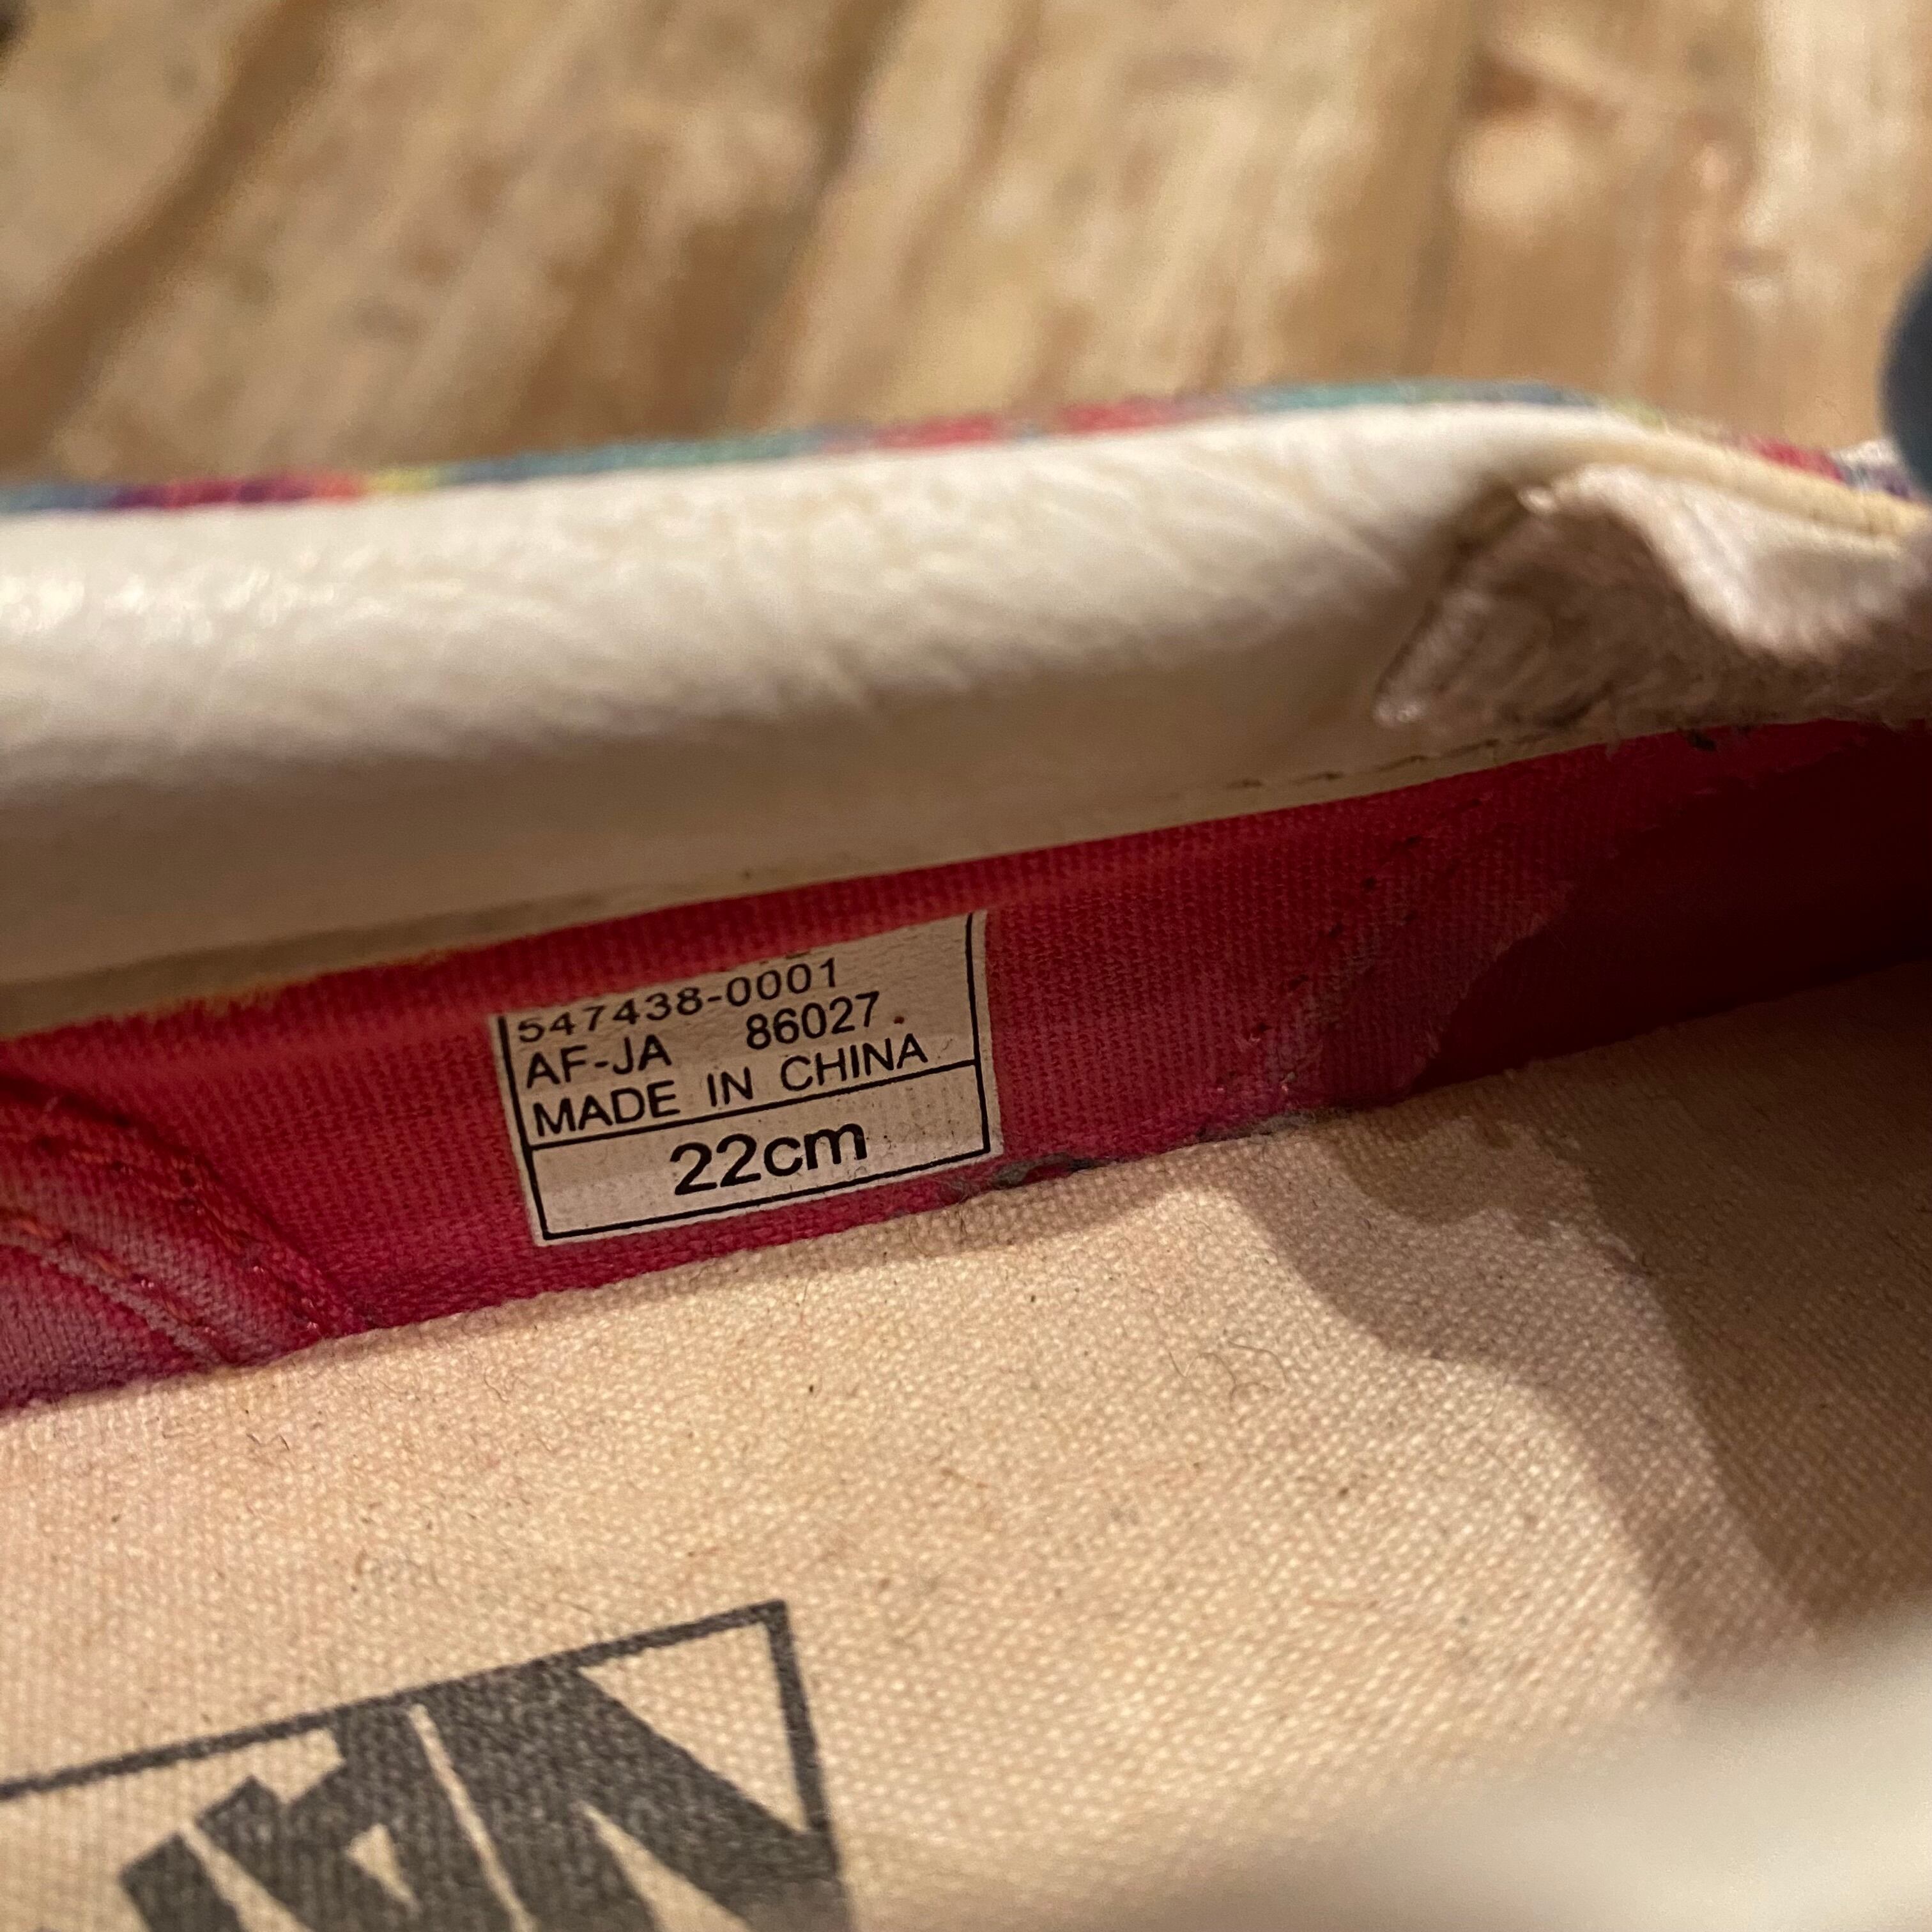 547438-0001
AF-JA 86027.
MADE IN CHINA
22cm